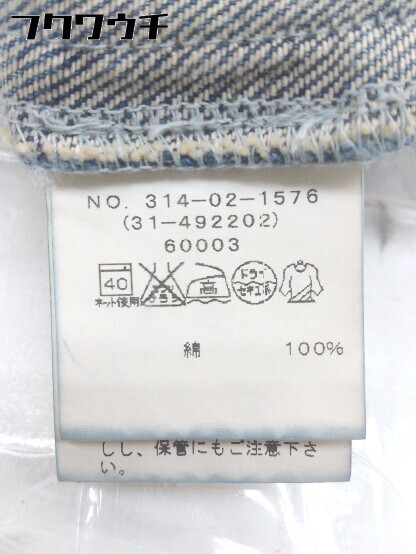 フクワウチ
NO. 314-02-1576
(31-492202)
60003
40
ネット使用
高
ドライ
セキユ系
綿 100%
しし、保管にもご注意下さ
い。